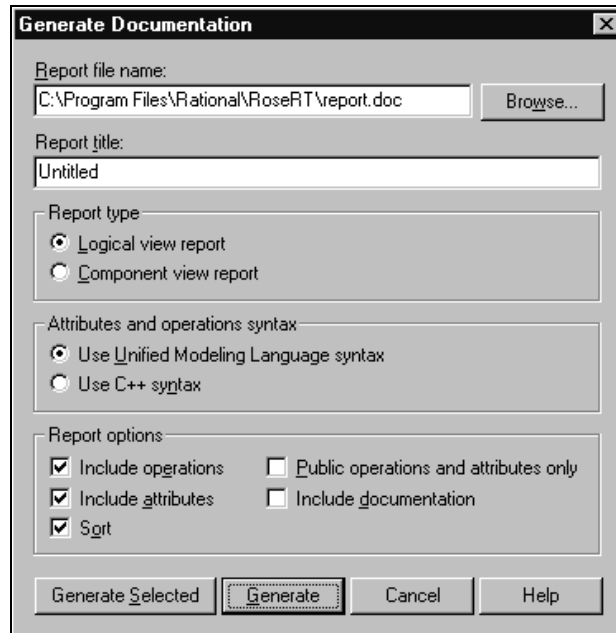 Generate Documentation
Report file name:
C:\Program Files\Rational\RoseRT\report.doc
Browse...
Report title:
Untitled
Report type
Logical view report
Component view report
Attributes and operations syntax
Use Unified Modeling Language syntax
Use C++ syntax
Report options
Include operations Public operations and attributes only
Include attributes Include documentation
Sort
Generate Selected Generate Cancel Help